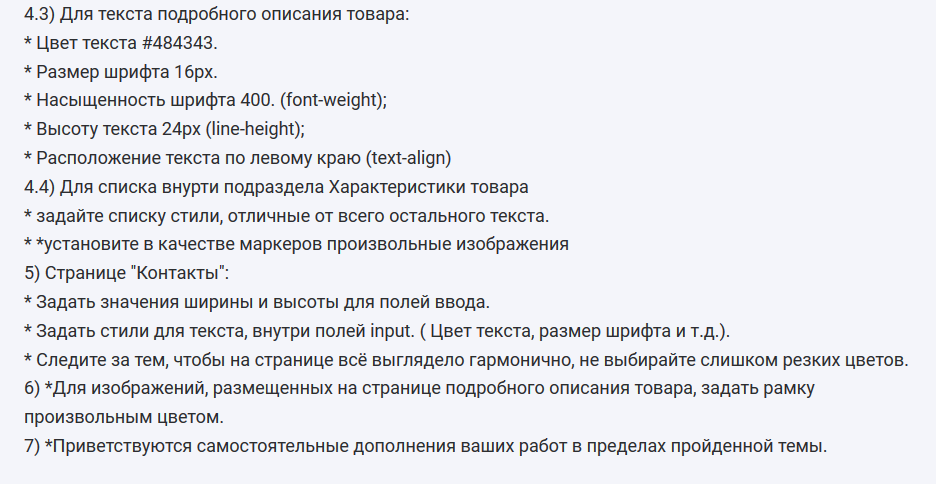 4.3) Для текста подробного описания товара:
* Цвет текста #484343.
* Размер шрифта 16px.
* Насыщенность шрифта 400. (font-weight);
* Высоту текста 24px (line-height);
* Расположение текста по левому краю (text-align)
4.4) Для списка внурти подраздела Характеристики товара
* задайте списку стили, отличные от всего остального текста.
* *установите в качестве маркеров произвольные изображения
5) Странице "Контакты":
* Задать значения ширины и высоты для полей ввода.
* Задать стили для текста, внутри полей input. ( Цвет текста, размер шрифта и т.д.).
* Следите за тем, чтобы на странице всё выглядело гармонично, не выбирайте слишком резких цветов.
6) *Для изображений, размещенных на странице подробного описания товара, задать рамку
произвольным цветом.
7) *Приветствуются самостоятельные дополнения ваших работ в пределах пройденной темы.